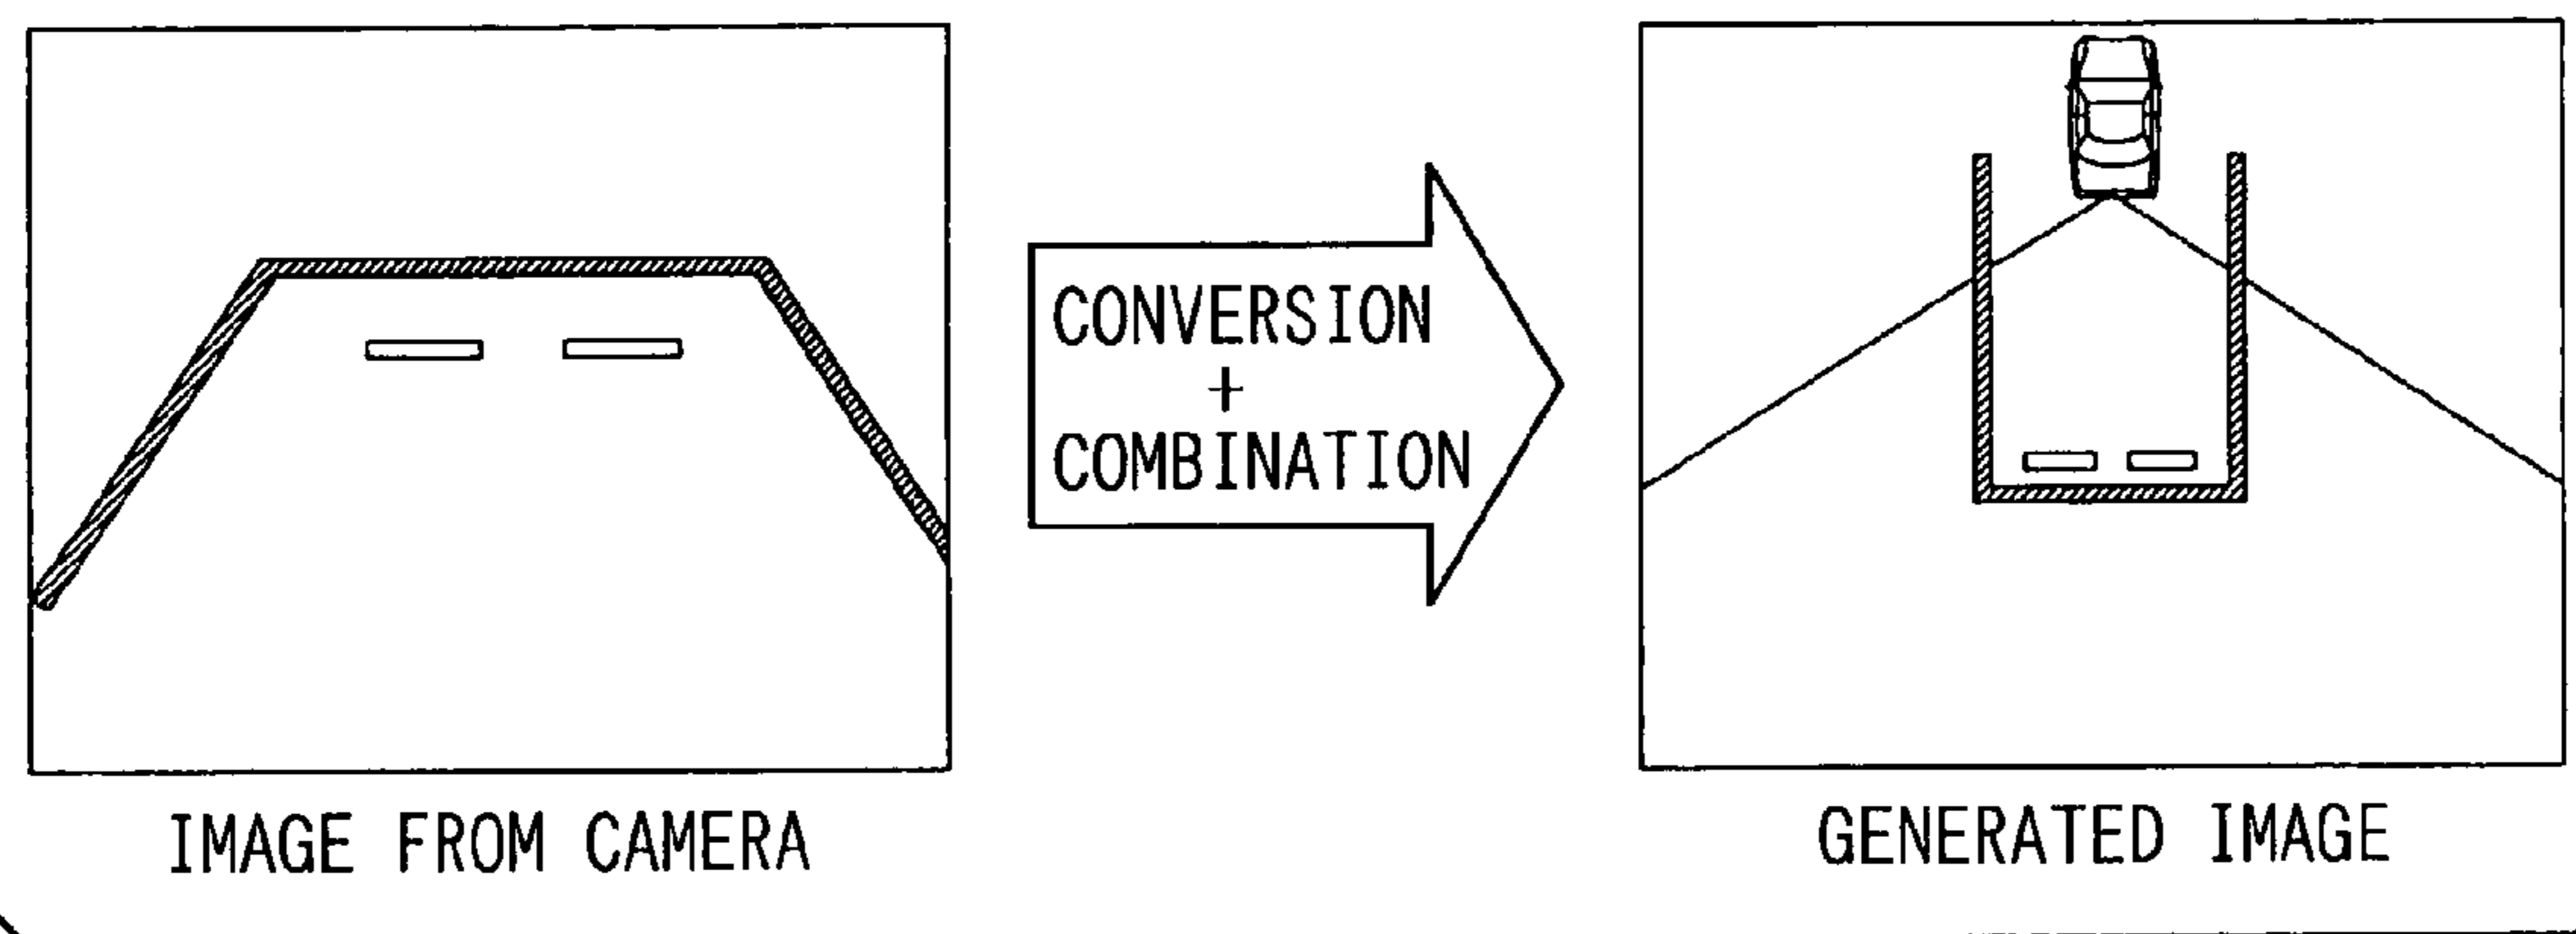 CONVERSION
+
COMBINATION
IMAGE FROM CAMERA
GENERATED IMAGE